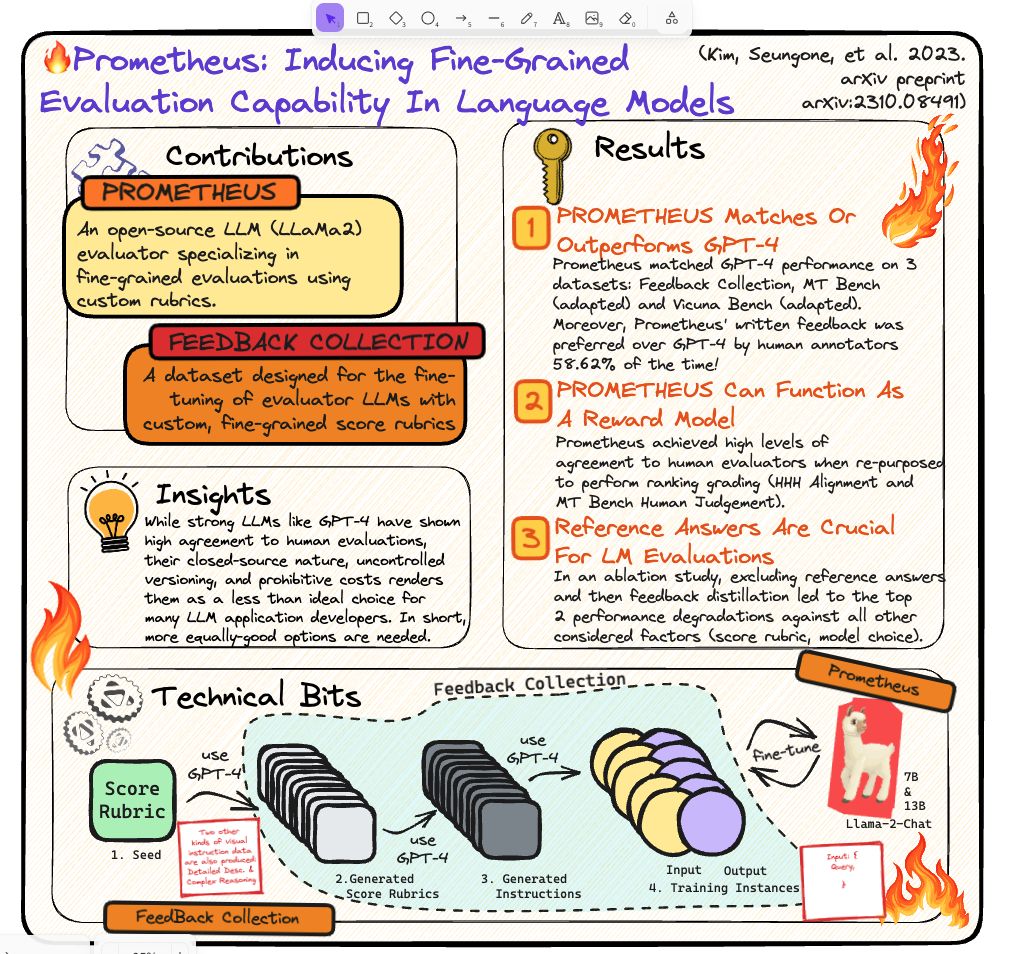 Prometheus: Inducing Fine-Grained
Evaluation Capability In Language Models
(Kim, Seungone, et al. 2023.
arXiv preprint
arXiv:2310.08491)
Contributions
PROMETHEUS
An open-source LLM (LLaMa2)
evaluator specializing in
fine-grained evaluations using
custom rubrics.
FEEDBACK COLLECTION
A dataset designed for the fine-
tuning of evaluator LLMs with
custom, fine-grained score rubrics
Insights
While strong LLMs like GPT-4 have shown
high agreement to human evaluations,
their closed-source nature, uncontrolled
versioning, and prohibitive costs renders
them as a less than ideal choice for
many LLM application developers. In short,
more equally-good options are needed.
Results
1
PROMETHEUS Matches Or
Outperforms GPT-4
Prometheus matched GPT-4 performance on 3
datasets: Feedback Collection, MT Bench
(adapted) and Vicuna Bench (adapted).
Moreover, Prometheus' written feedback was
preferred over GPT-4 by human annotators
58.62% of the time!
2
PROMETHEUS Can Function As
A Reward Model
Prometheus achieved high levels of
agreement to human evaluators when re-purposed
to perform ranking grading (HHH Alignment and
MT Bench Human Judgement).
3
Reference Answers Are Crucial
For LM Evaluations
In an ablation study, excluding reference answers
and then feedback distillation led to the top
2 performance degradations against all other
considered factors (score rubric, model choice).
Technical Bits
Feedback Collection
Prometheus
Score
Rubric
1. Seed
use
GPT-4
Two other
kinds of visual
instruction data
are also produced:
Detailed Desc. &
Complex Reasoning
2.Generated
Score Rubrics
use
GPT-4
3. Generated
Instructions
use
GPT-4
Input
Output
4. Training Instances
fine-tune
7B
&
13B
Llama-2-Chat
Input: {
Query,
}
FeedBack Collection